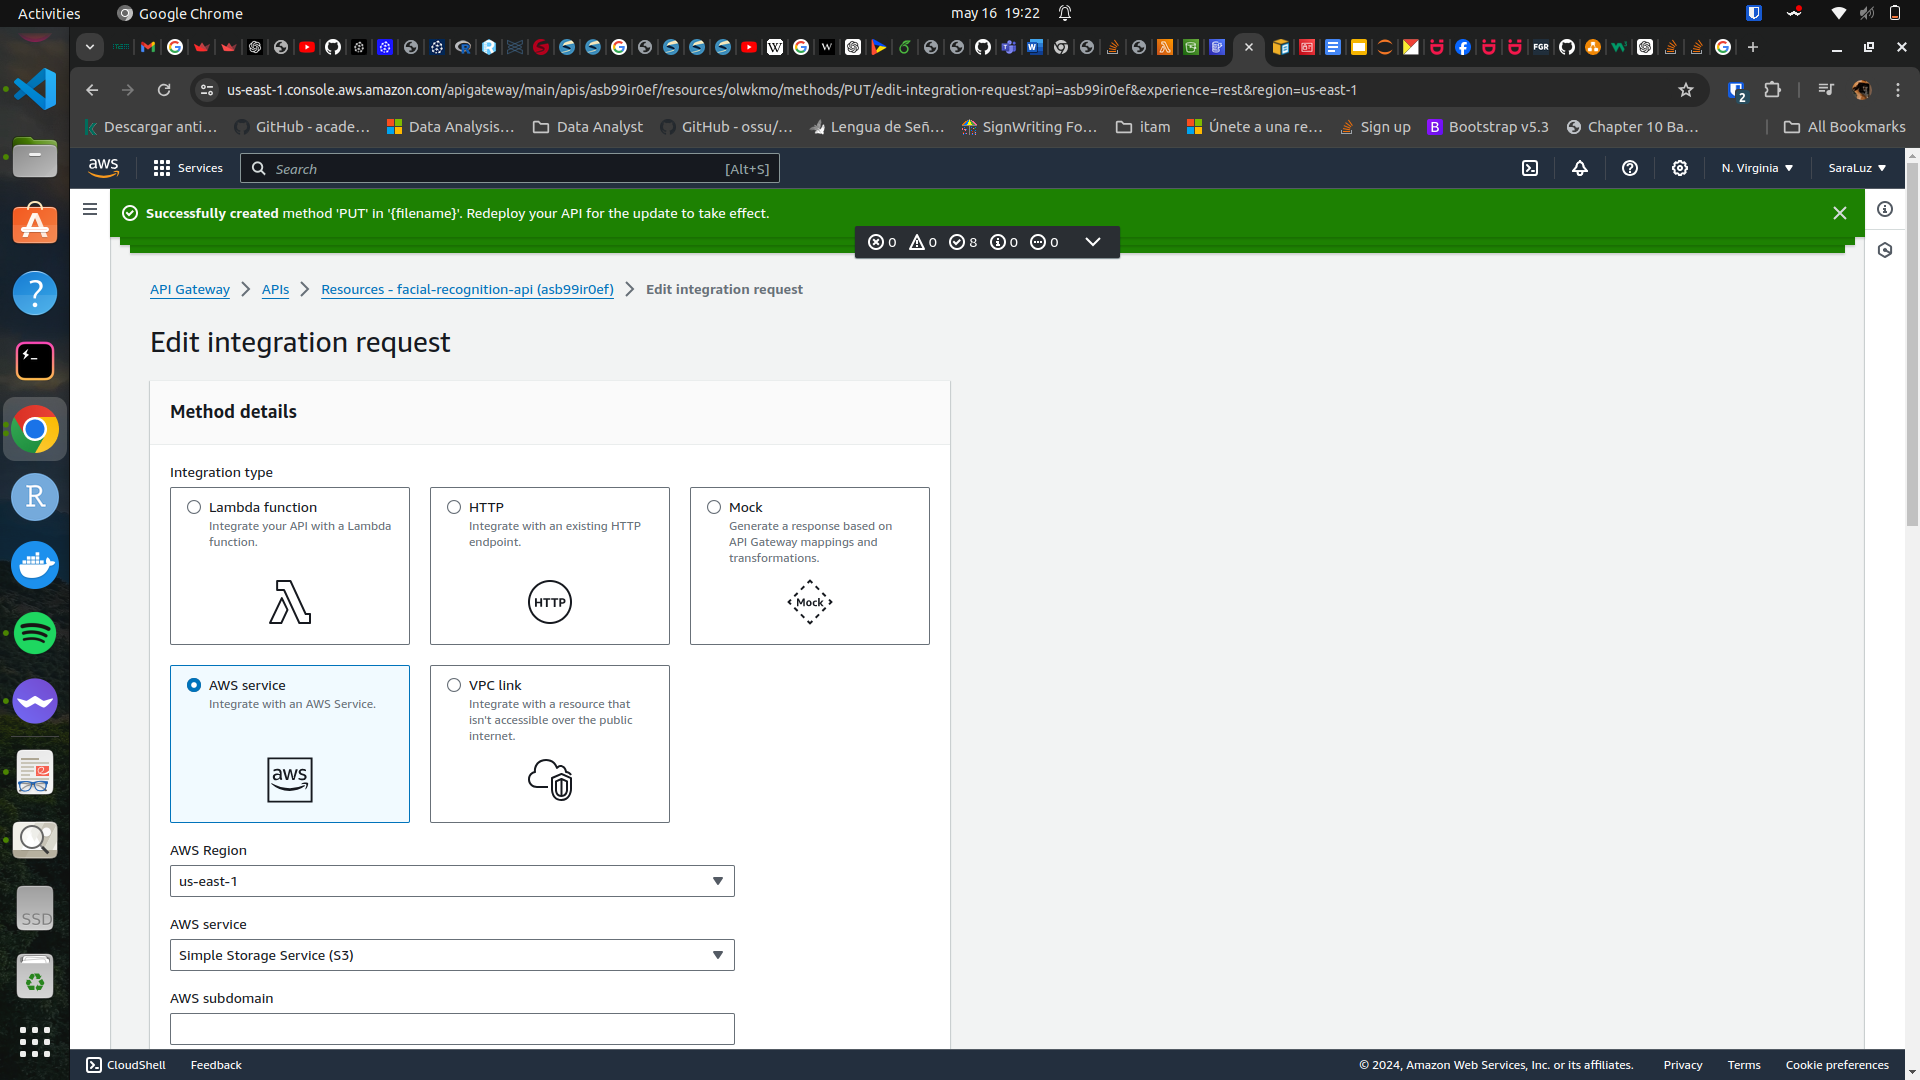 Activities
Google Chrome
may 16 19:22
us-east-1.console.aws.amazon.com/apigateway/main/apis/asb99ir0ef/resources/olwkmo/methods/PUT/edit-integration-request?api=asb99ir0ef&experience=rest&region=us-east-1
2
Descargar anti…
GitHub - acade…
Data Analysis…
Data Analyst
GitHub - ossu/…
Lengua de Señ…
SignWriting Fo…
itam
Únete a una re…
Sign up
B Bootstrap v5.3
Chapter 10 Ba…
All Bookmarks
aws
Services
Search
[Alt+S]
N. Virginia
SaraLuz
Successfully created method 'PUT' in '{filename}'. Redeploy your API for the update to take effect.
0 0 8 0 0
API Gateway
APIs
Resources - facial-recognition-api (asb99ir0ef)
Edit integration request
Edit integration request
Method details
Integration type
Lambda function
Integrate your API with a Lambda
function.
HTTP
Integrate with an existing HTTP
endpoint.
HTTP
Mock
Generate a response based on
API Gateway mappings and
transformations.
Mock
AWS service
Integrate with an AWS Service.
aws
VPC link
Integrate with a resource that
isn't accessible over the public
internet.
AWS Region
us-east-1
AWS service
Simple Storage Service (S3)
AWS subdomain
R
SSD
CloudShell
Feedback
© 2024, Amazon Web Services, Inc. or its affiliates.
Privacy
Terms
Cookie preferences